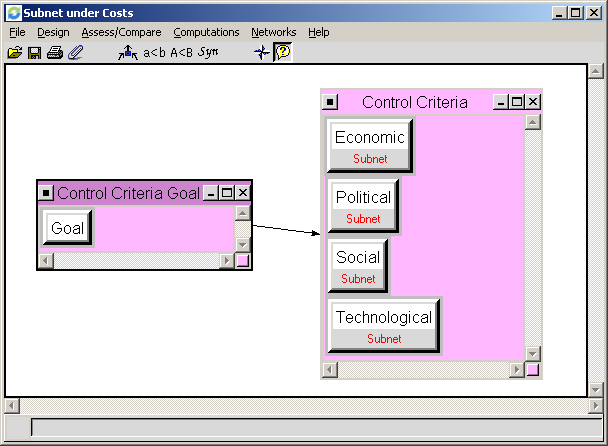 Subnet under Costs
File Design Assess/Compare Computations Networks Help
a<b A<B Sym
Control Criteria
Economic
Subnet
Political
Subnet
Social
Subnet
Technological
Subnet
Control Criteria Goal
Goal